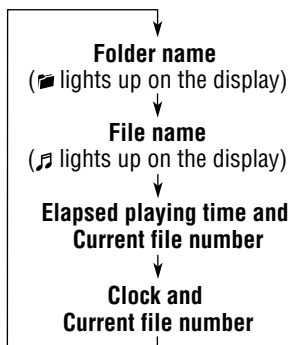 Folder name
( lights up on the display)
File name
( lights up on the display)
Elapsed playing time and
Current file number
Clock and
Current file number